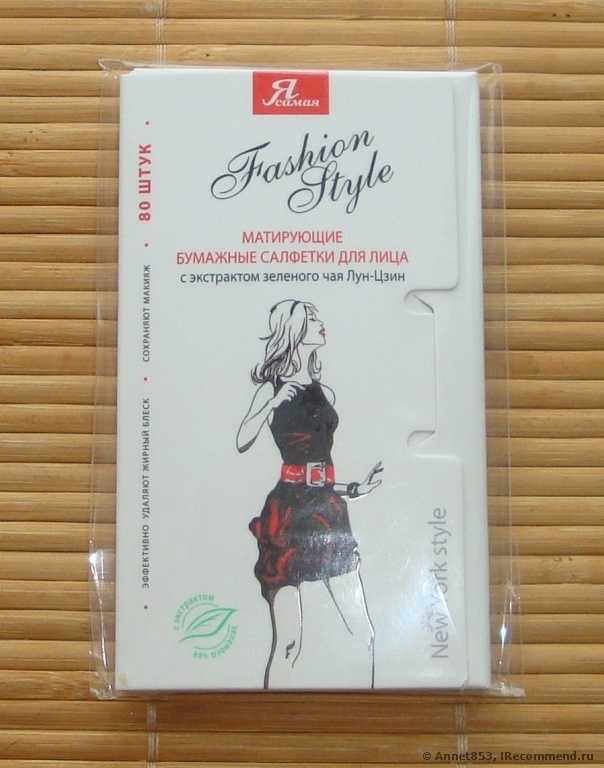 Я
самая
Fashion
Style
МАТИРУЮЩИЕ
БУМАЖНЫЕ САЛФЕТКИ ДЛЯ ЛИЦА
с экстрактом зеленого чая Лун-Цзин
• ЭФФЕКТИВНО УДАЛЯЮТ ЖИРНЫЙ БЛЕСК • СОХРАНЯЮТ МАКИЯЖ • 80 ШТУК •
с экстрактом
New York style
© Annet853, IRecommend.ru